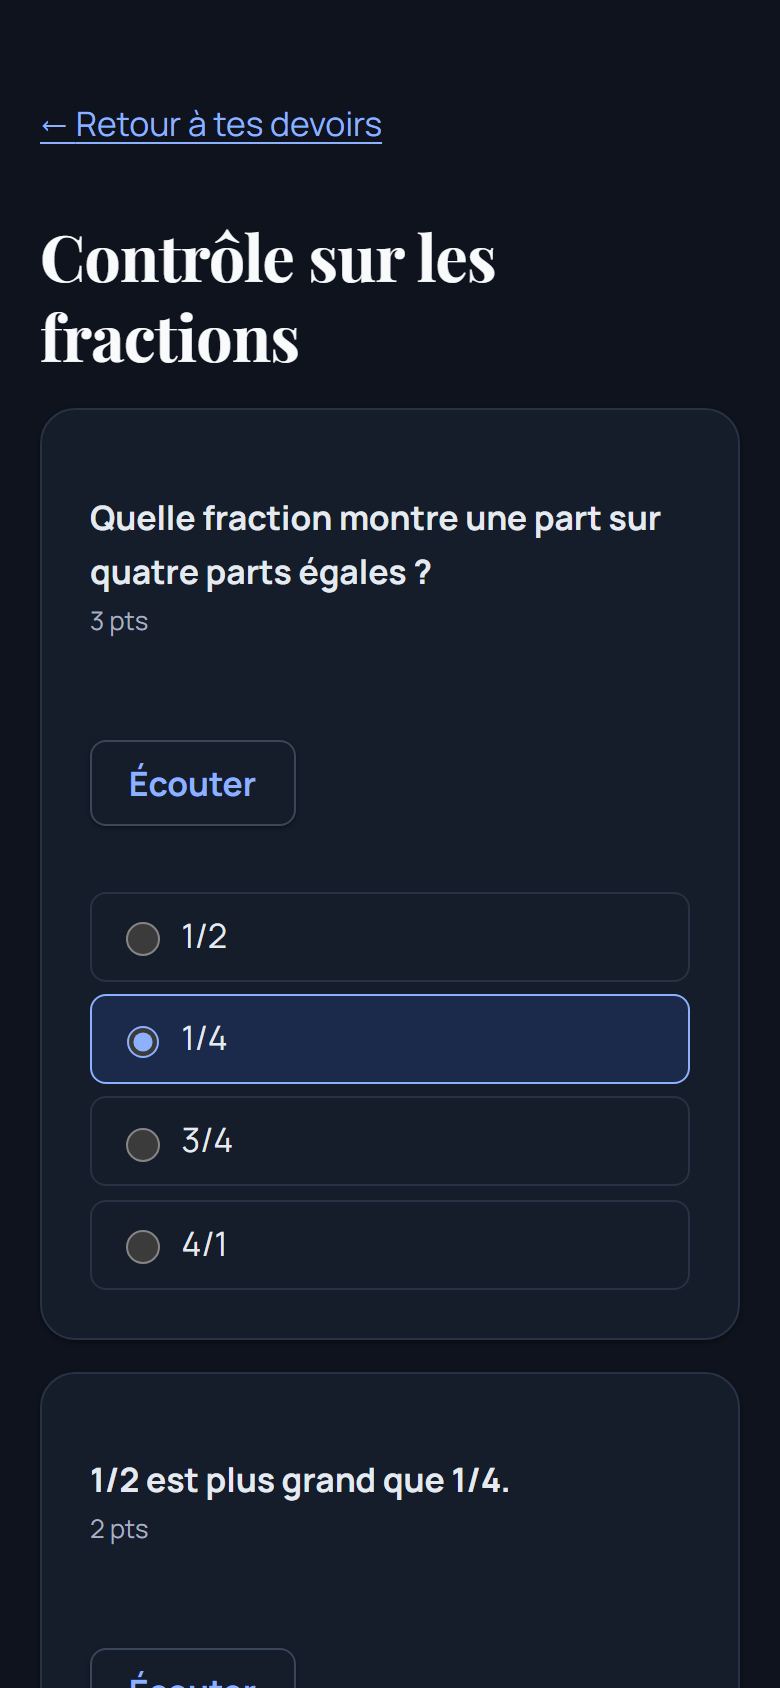 ← Retour à tes devoirs
Contrôle sur les
fractions
Quelle fraction montre une part sur
quatre parts égales ?
3 pts
Écouter
1/2
1/4
3/4
4/1
1/2 est plus grand que 1/4.
2 pts
Écouter